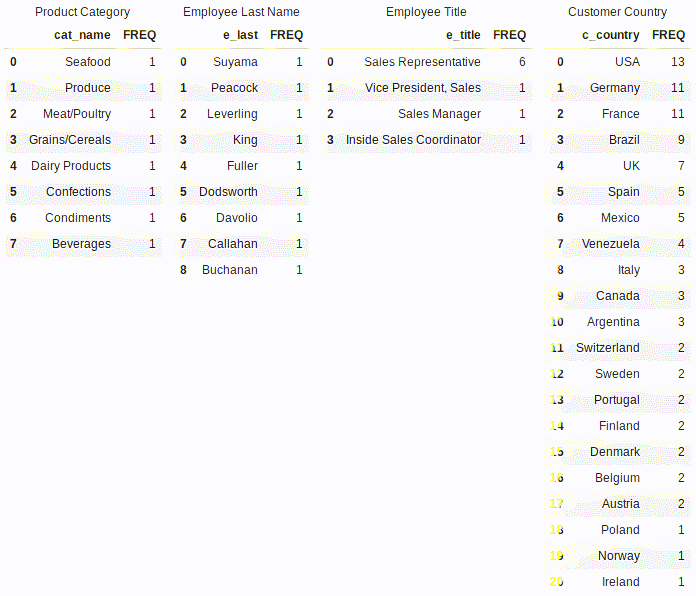 Product Category Employee Last Name Employee Title Customer Country
cat_name FREQ e_last FREQ e_title FREQ c_country FREQ
0 Seafood 1 0 Suyama 1 0 Sales Representative 6 0 USA 13
1 Produce 1 1 Peacock 1 1 Vice President, Sales 1 1 Germany 11
2 Meat/Poultry 1 2 Leverling 1 2 Sales Manager 1 2 France 11
3 Grains/Cereals 1 3 King 1 3 Inside Sales Coordinator 1 3 Brazil 9
4 Dairy Products 1 4 Fuller 1 4 UK 7
5 Confections 1 5 Dodsworth 1 5 Spain 5
6 Condiments 1 6 Davolio 1 6 Mexico 5
7 Beverages 1 7 Callahan 1 7 Venezuela 4
8 Buchanan 1 8 Italy 3
9 Canada 3
10 Argentina 3
11 Switzerland 2
12 Sweden 2
13 Portugal 2
14 Finland 2
15 Denmark 2
16 Belgium 2
17 Austria 2
18 Poland 1
19 Norway 1
20 Ireland 1